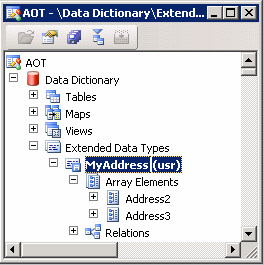 AOT - \Data Dictionary\Extend...
AOT
Data Dictionary
Tables
Maps
Views
Extended Data Types
MyAddress (usr)
Array Elements
Address2
Address3
Relations